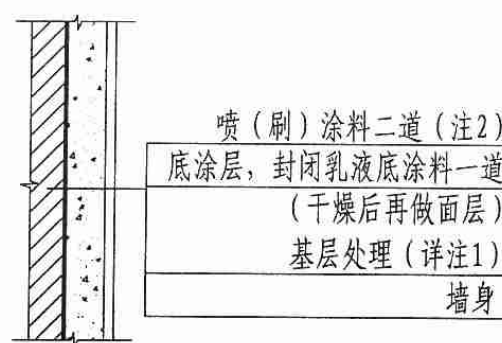 喷(刷)涂料二道(注2)
底涂层，封闭乳液底涂料一道
(干燥后再做面层)
基层处理(详注1)
墙身